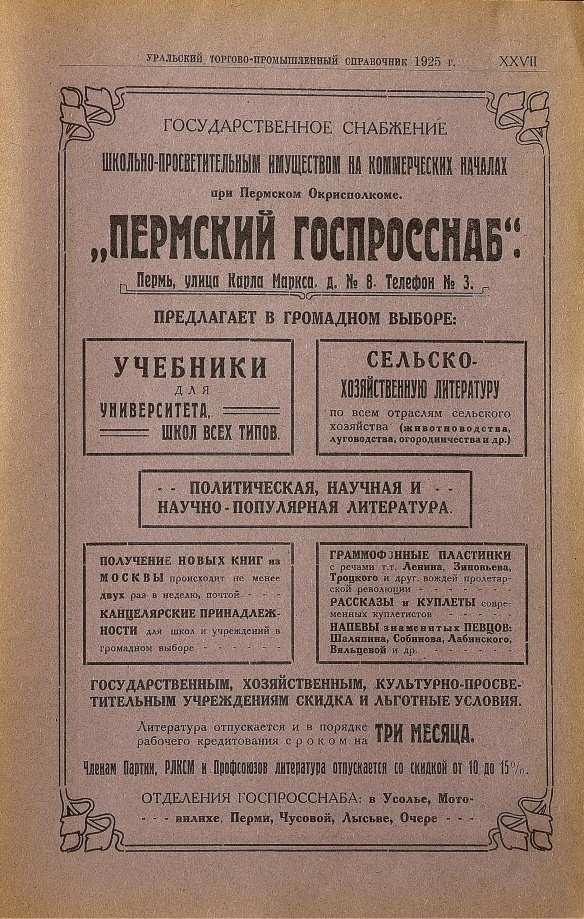 УРАЛЬСКИЙ ТОРГОВО-ПРОМЫШЛЕННЫЙ СПРАВОЧНИК 1925 г. XXVII
ГОСУДАРСТВЕННОЕ СНАБЖЕНИЕ
ШКОЛЬНО-ПРОСВЕТИТЕЛЬНЫМ ИМУЩЕСТВОМ НА КОММЕРЧЕСКИХ НАЧАЛАХ
при Пермском Окрисполкоме.
„ПЕРМСКИЙ ГОСПРОССНАБ“.
Пермь, улица Карла Маркса. д. № 8. Телефон № 3.
ПРЕДЛАГАЕТ В ГРОМАДНОМ ВЫБОРЕ:
УЧЕБНИКИ
ДЛЯ
УНИВЕРСИТЕТА,
ШКОЛ ВСЕХ ТИПОВ.
СЕЛЬСКО-
ХОЗЯЙСТВЕННУЮ ЛИТЕРАТУРУ
по всем отраслям сельского
хозяйства (животноводства,
луговодства, огородничества и др.)
- - ПОЛИТИЧЕСКАЯ, НАУЧНАЯ И - -
НАУЧНО-ПОПУЛЯРНАЯ ЛИТЕРАТУРА.
ПОЛУЧЕНИЕ НОВЫХ КНИГ из
МОСКВЫ происходит не менее
двух раз в неделю, почтой - - -
КАНЦЕЛЯРСКИЕ ПРИНАДЛЕЖ-
НОСТИ для школ и учреждений в
громадном выборе - - - - - -
ГРАММОФОННЫЕ ПЛАСТИНКИ
с речами т.т. Ленина, Зиновьева,
Троцкого и друг. вождей пролетар-
ской революции - - - - - - - -
РАССКАЗЫ и КУПЛЕТЫ совре-
менных куплетистов - - - - - - -
НАПЕВЫ знаменитых ПЕВЦОВ:
Шаляпина, Собинова, Лабинского,
Вяльцевой и др. - - - - - - - -
ГОСУДАРСТВЕННЫМ, ХОЗЯЙСТВЕННЫМ, КУЛЬТУРНО-ПРОСВЕ-
ТИТЕЛЬНЫМ УЧРЕЖДЕНИЯМ СКИДКА И ЛЬГОТНЫЕ УСЛОВИЯ.
Литература отпускается и в порядке
рабочего кредитования сроком на ТРИ МЕСЯЦА.
Членам Партии, РЛКСМ и Профсоюзов литература отпускается со скидкой от 10 до 15%.
ОТДЕЛЕНИЯ ГОСПРОССНАБА: в Усолье, Мото-
- - - вилихе, Перми, Чусовой, Лысьве, Очере - - -